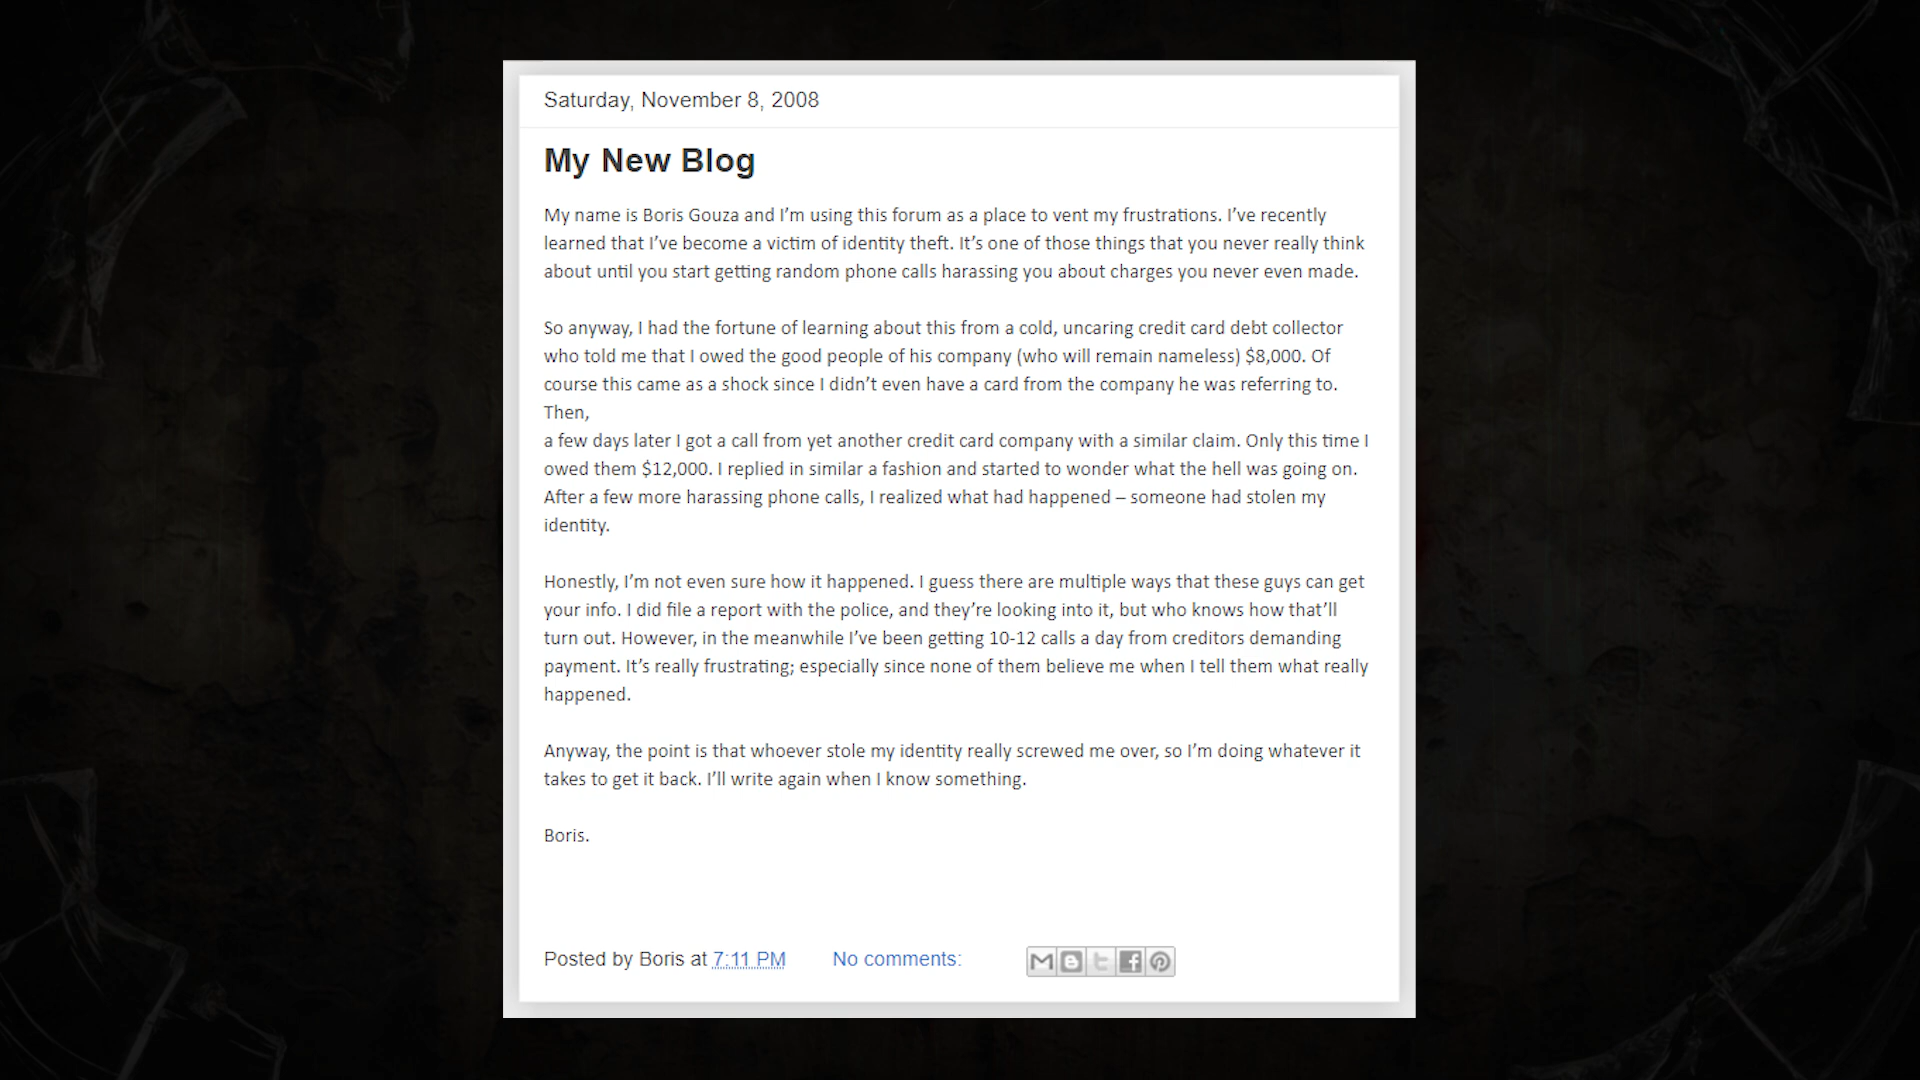 Saturday, November 8, 2008
My New Blog
My name is Boris Gouza and I’m using this forum as a place to vent my frustrations. I’ve recently
learned that I’ve become a victim of identity theft. It’s one of those things that you never really think
about until you start getting random phone calls harassing you about charges you never even made.
So anyway, I had the fortune of learning about this from a cold, uncaring credit card debt collector
who told me that I owed the good people of his company (who will remain nameless) $8,000. Of
course this came as a shock since I didn’t even have a card from the company he was referring to.
Then,
a few days later I got a call from yet another credit card company with a similar claim. Only this time I
owed them $12,000. I replied in similar a fashion and started to wonder what the hell was going on.
After a few more harassing phone calls, I realized what had happened – someone had stolen my
identity.
Honestly, I’m not even sure how it happened. I guess there are multiple ways that these guys can get
your info. I did file a report with the police, and they’re looking into it, but who knows how that’ll
turn out. However, in the meanwhile I’ve been getting 10-12 calls a day from creditors demanding
payment. It’s really frustrating; especially since none of them believe me when I tell them what really
happened.
Anyway, the point is that whoever stole my identity really screwed me over, so I’m doing whatever it
takes to get it back. I’ll write again when I know something.
Boris.
Posted by Boris at 7:11 PM No comments: